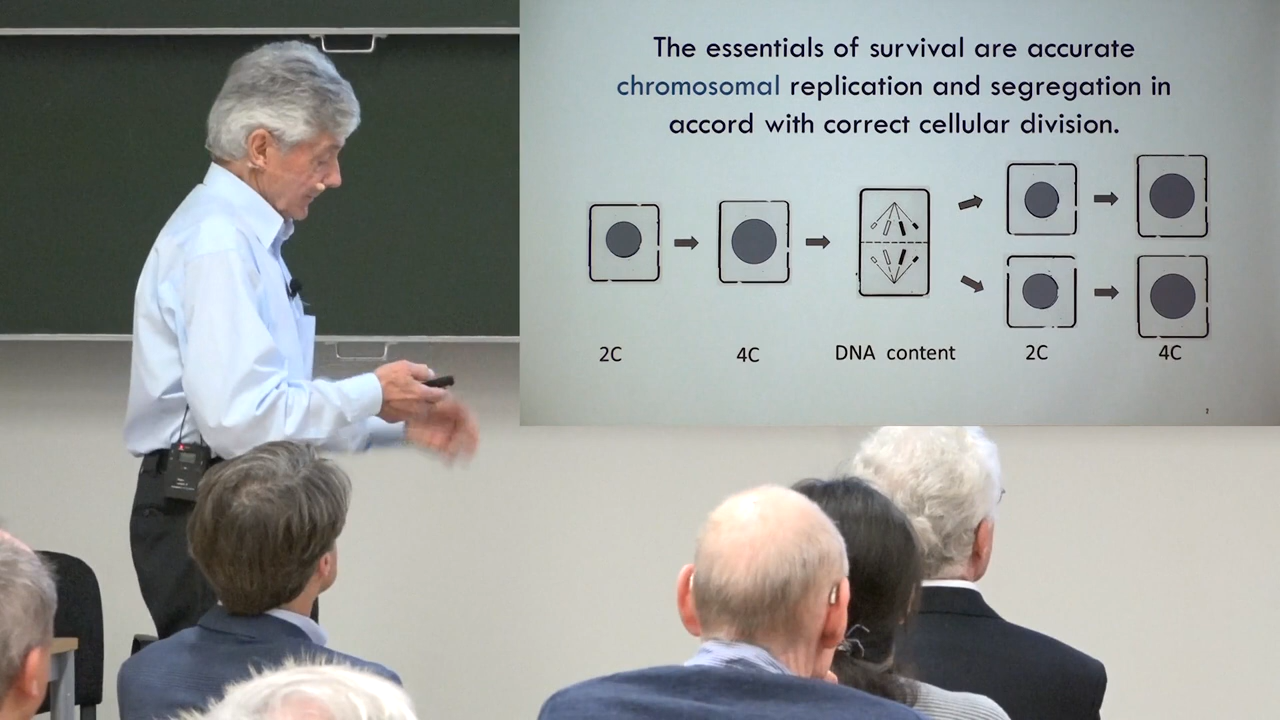 The essentials of survival are accurate
chromosomal replication and segregation in
accord with correct cellular division.
2C 4C DNA content 2C 4C